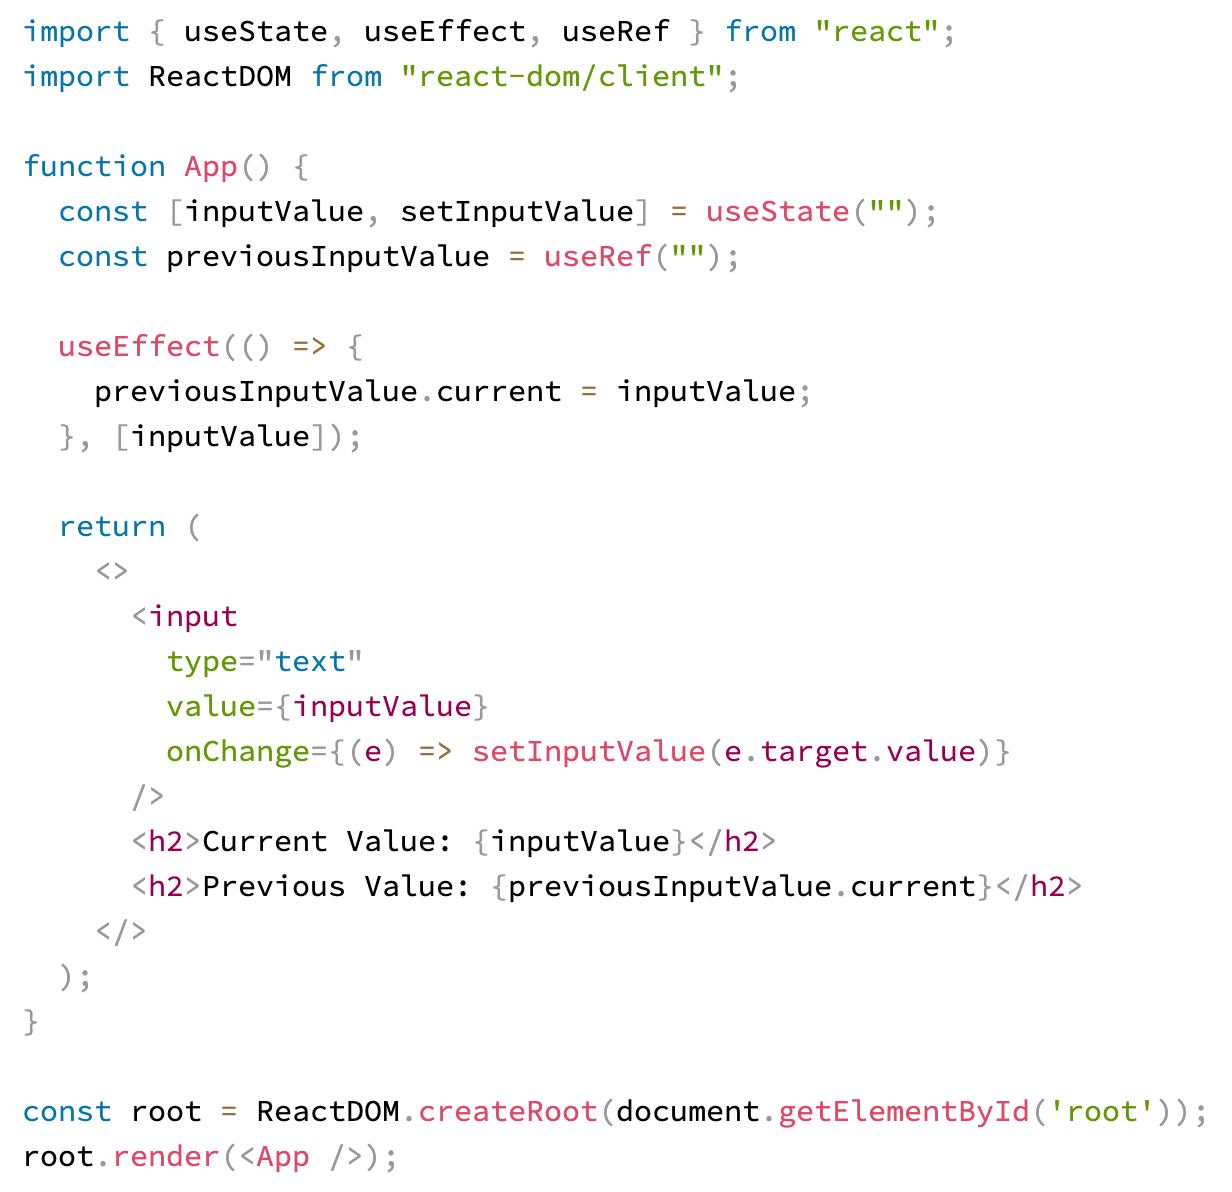 import { useState, useEffect, useRef } from "react";
import ReactDOM from "react-dom/client";

function App() {
  const [inputValue, setInputValue] = useState("");
  const previousInputValue = useRef("");

  useEffect(() => {
    previousInputValue.current = inputValue;
  }, [inputValue]);

  return (
    <>
      <input
        type="text"
        value={inputValue}
        onChange={(e) => setInputValue(e.target.value)}
      />
      <h2>Current Value: {inputValue}</h2>
      <h2>Previous Value: {previousInputValue.current}</h2>
    </>
  );
}

const root = ReactDOM.createRoot(document.getElementById('root'));
root.render(<App />);